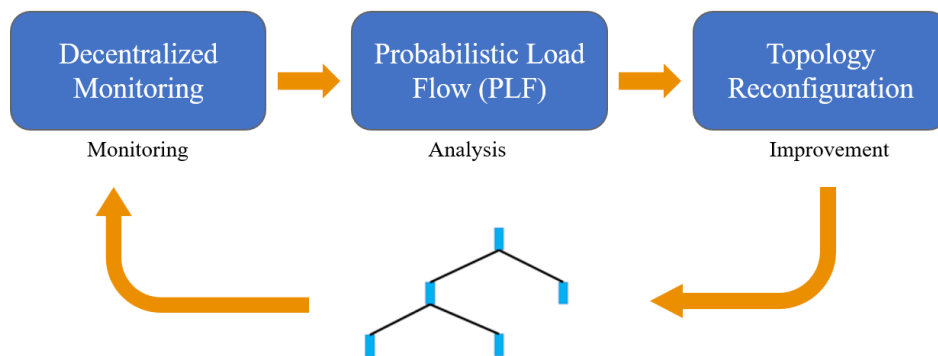 Decentralized
Monitoring
Probabilistic Load
Flow (PLF)
Topology
Reconfiguration
Monitoring
Analysis
Improvement